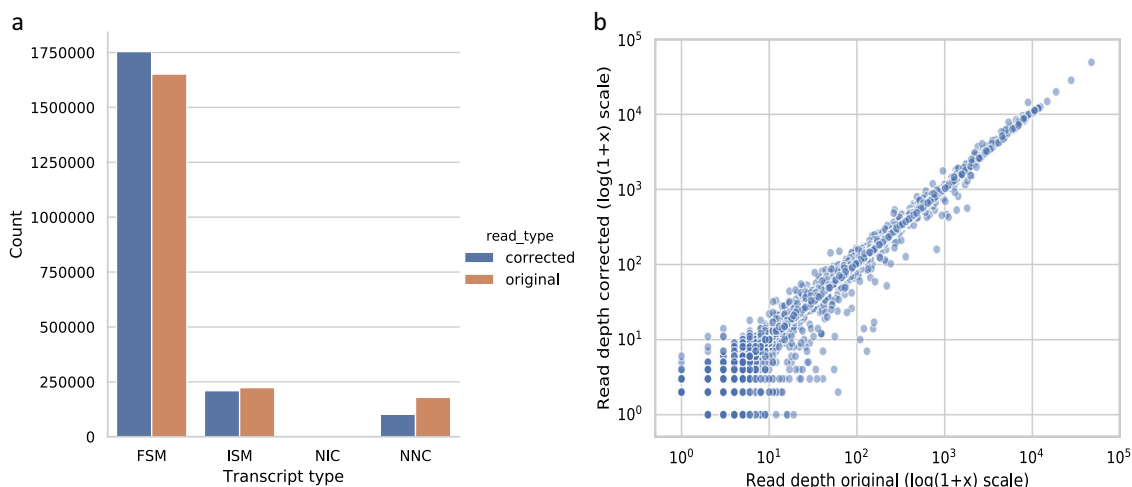 a
1750000
1500000
1250000
1000000
750000
500000
250000
0
Count
FSM
ISM
NIC
NNC
Transcript type
read_type
corrected
original
b
10^5
10^4
10^3
10^2
10^1
10^0
Read depth corrected (log(1+x) scale)
10^0
10^1
10^2
10^3
10^4
10^5
Read depth original (log(1+x) scale)